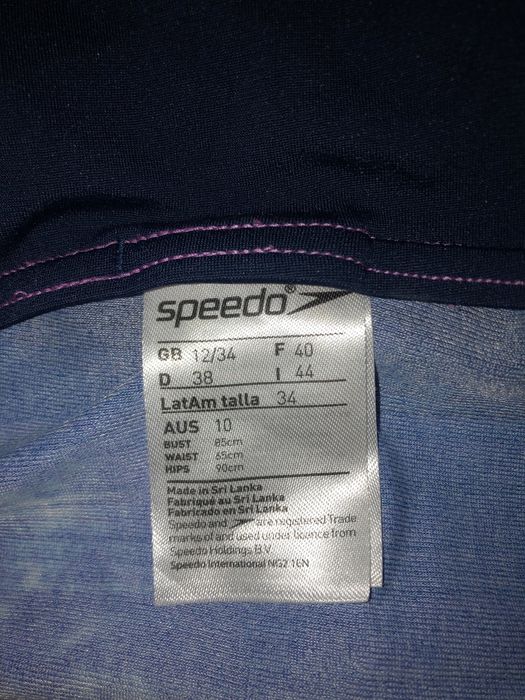 speedo®
GB 12/34 F 40
D 38 I 44
LatAm talla 34
AUS 10
BUST 85cm
WAIST 65cm
HIPS 90cm
Made in Sri Lanka
Fabriqué au Sri Lanka
Fabricado en Sri Lanka
Speedo and are registered Trade
marks of and used under licence from
Speedo Holdings B.V
Speedo International NG2 1EN